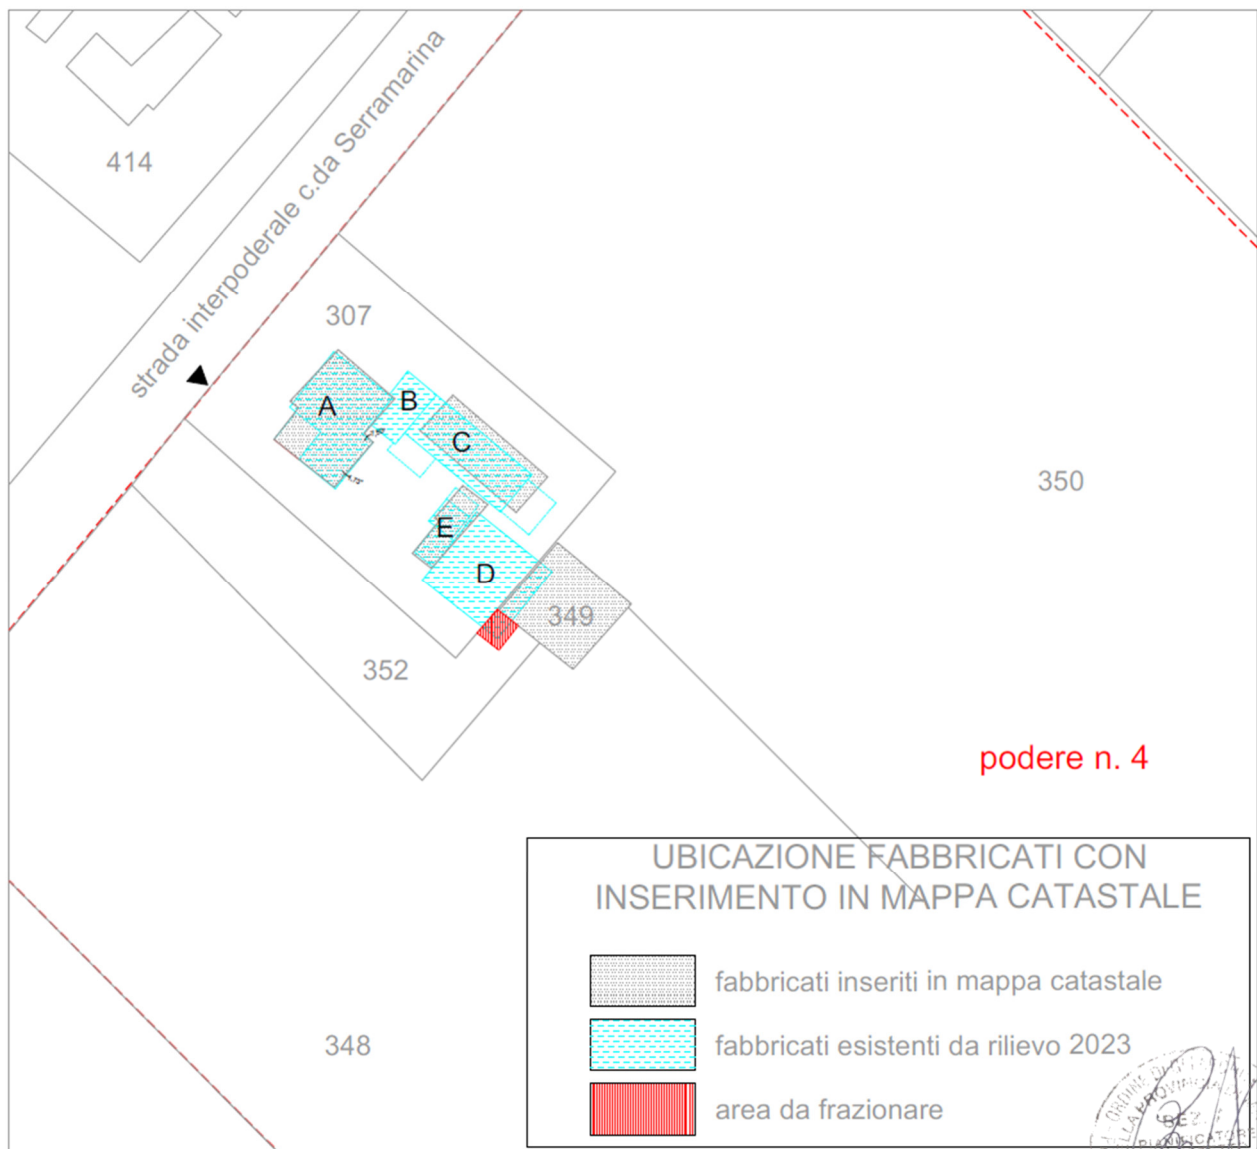 414
strada interpoderale c.da Serramarina
307
A
B
C
E
D
349
350
352
podere n. 4
348
UBICAZIONE FABBRICATI CON
INSERIMENTO IN MAPPA CATASTALE
fabbricati inseriti in mappa catastale
fabbricati esistenti da rilievo 2023
area da frazionare